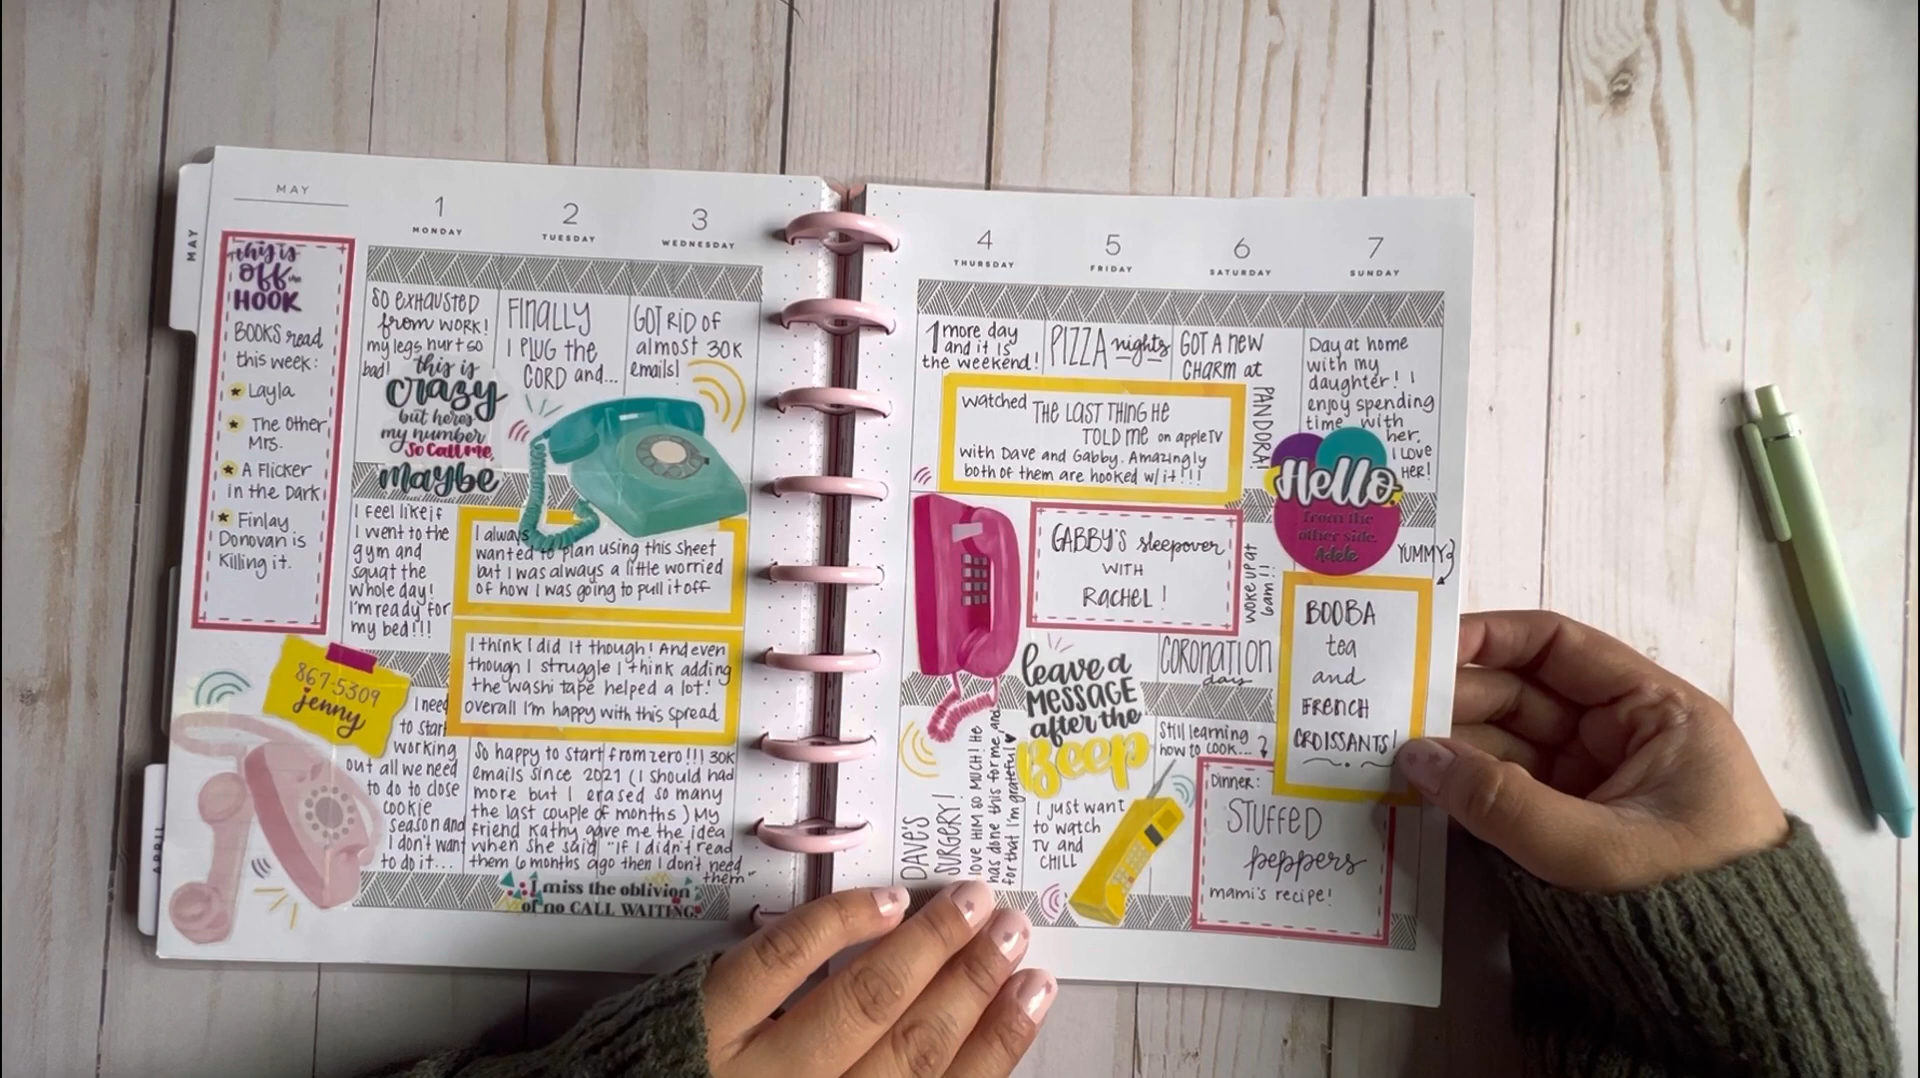 MAY
MAY
APRIL
1
MONDAY
2
TUESDAY
3
WEDNESDAY
this is
OFF the
HOOK
BOOKS read
this week:
Layla
The Other
Mrs.
A Flicker
in the Dark
Finlay
Donovan is
Killing it.
867-5309
jenny
SO EXHAUSTED
from WORK!
my legs hurt so
bad!
this is
crazy
but here's
my number
so call me,
maybe
I feel like if
I went to the
gym and
squat the
whole day!
I'm ready for
my bed!!!
I need
to start
working
out all we need
to do to close
cookie
season and
I don't want
to do it...
FINALLY
I PLUG the
CORD and...
GOT RID OF
almost 30K
emails!
I always
wanted to plan using this sheet
but I was always a little worried
of how I was going to pull it off
I think I did it though! And even
though I struggle I think adding
the washi tape helped a lot!
overall I'm happy with this spread
So happy to start from zero!!! 30K
emails since 2021 (I should had
more but I erased so many
the last couple of months) My
friend Kathy gave me the idea
when she said "If I didn't read
them 6 months ago then I don't need
them"
I miss the oblivion
of no CALL WAITING.
4
THURSDAY
5
FRIDAY
6
SATURDAY
7
SUNDAY
1 more day
and it is
the weekend!
PIZZA nights
GOT A new
CHARM at
PANDORA!
watched THE LAST THING HE
TOLD me on apple TV
with Dave and Gabby. Amazingly
both of them are hooked w/ it!!!
GABBY'S sleepover
WITH
RACHEL!
woke up at
6am!!
leave a
MESSAGE
after the
Beep
DAVE'S
SURGERY!
love HIM so MUCH! He
has done this for me and
for that I'm grateful
I just want
to watch
TV and
CHILL
CORONATION
day
Still learning
how to cook...
Dinner:
STUFFED
peppers
mami's recipe!
Day at home
with my
daughter! I
enjoy spending
time with
her.
I LOVE
HER!
Hello
from the
other side.
Adele
YUMMY
BOOBA
tea
and
FRENCH
CROISSANTS!